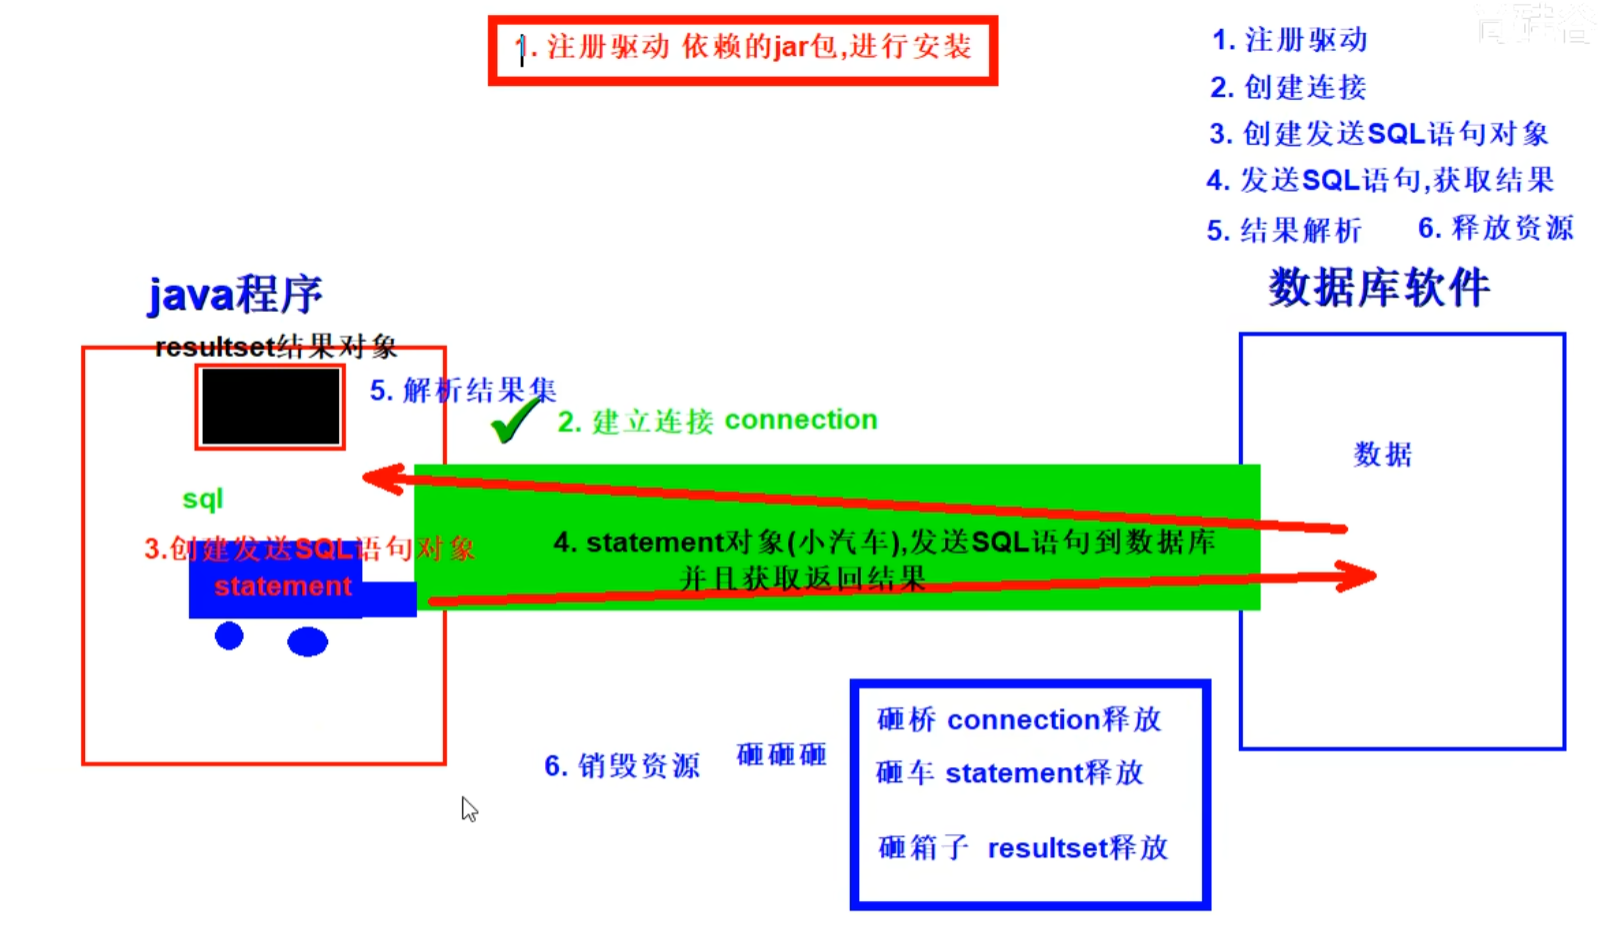 尚硅谷
1. 注册驱动 依赖的jar包,进行安装
1. 注册驱动
2. 创建连接
3. 创建发送SQL语句对象
4. 发送SQL语句,获取结果
5. 结果解析 6. 释放资源
java程序
数据库软件
resultset结果对象
5. 解析结果集
2. 建立连接 connection
数据
sql
3.创建发送SQL语句对象
statement
4. statement对象(小汽车),发送SQL语句到数据库
并且获取返回结果
6. 销毁资源 砸砸砸
砸桥 connection释放
砸车 statement释放
砸箱子 resultset释放